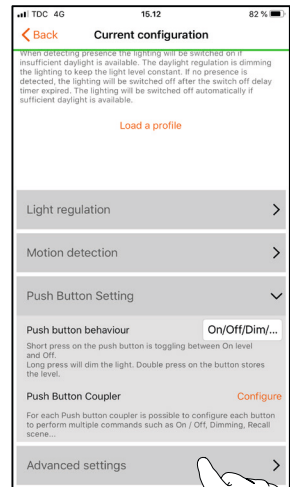 TDC 4G 15.12 82 %
Back Current configuration
When detecting presence the lighting will be switched on if
insufficient daylight is available. The daylight regulation is dimming
the lighting to keep the light level constant. If no presence is
detected, the lighting will be switched off after the switch off delay
timer expired. The lighting will be switched off automatically if
sufficient daylight is available.
Load a profile
Light regulation
Motion detection
Push Button Setting
Push button behaviour On/Off/Dim/...
Short press on the push button is toggling between On level
and Off.
Long press will dim the light. Double press on the button stores
the level.
Push Button Coupler Configure
For each Push button coupler is possible to configure each button
to perform multiple commands such as On / Off, Dimming, Recall
scene...
Advanced settings